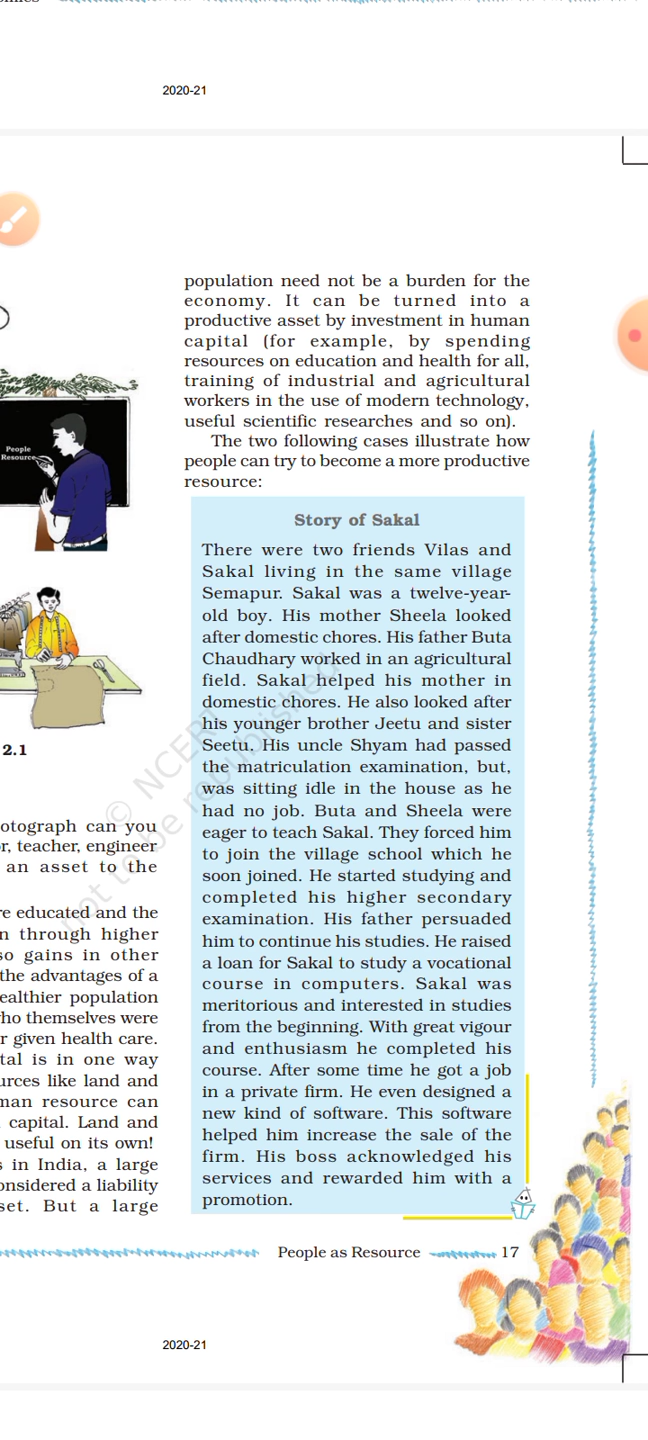 2020-21
People
Resource
2.1
otograph can you
r, teacher, engineer
an asset to the
re educated and the
n through higher
so gains in other
the advantages of a
ealthier population
ho themselves were
r given health care.
tal is in one way
urces like land and
man resource can
capital. Land and
useful on its own!
s in India, a large
onsidered a liability
set. But a large
population need not be a burden for the
economy. It can be turned into a
productive asset by investment in human
capital (for example, by spending
resources on education and health for all,
training of industrial and agricultural
workers in the use of modern technology,
useful scientific researches and so on).
The two following cases illustrate how
people can try to become a more productive
resource:
Story of Sakal
There were two friends Vilas and
Sakal living in the same village
Semapur. Sakal was a twelve-year-
old boy. His mother Sheela looked
after domestic chores. His father Buta
Chaudhary worked in an agricultural
field. Sakal helped his mother in
domestic chores. He also looked after
his younger brother Jeetu and sister
Seetu. His uncle Shyam had passed
the matriculation examination, but,
was sitting idle in the house as he
had no job. Buta and Sheela were
eager to teach Sakal. They forced him
to join the village school which he
soon joined. He started studying and
completed his higher secondary
examination. His father persuaded
him to continue his studies. He raised
a loan for Sakal to study a vocational
course in computers. Sakal was
meritorious and interested in studies
from the beginning. With great vigour
and enthusiasm he completed his
course. After some time he got a job
in a private firm. He even designed a
new kind of software. This software
helped him increase the sale of the
firm. His boss acknowledged his
services and rewarded him with a
promotion.
© NCERT
not to be republished
People as Resource 17
2020-21